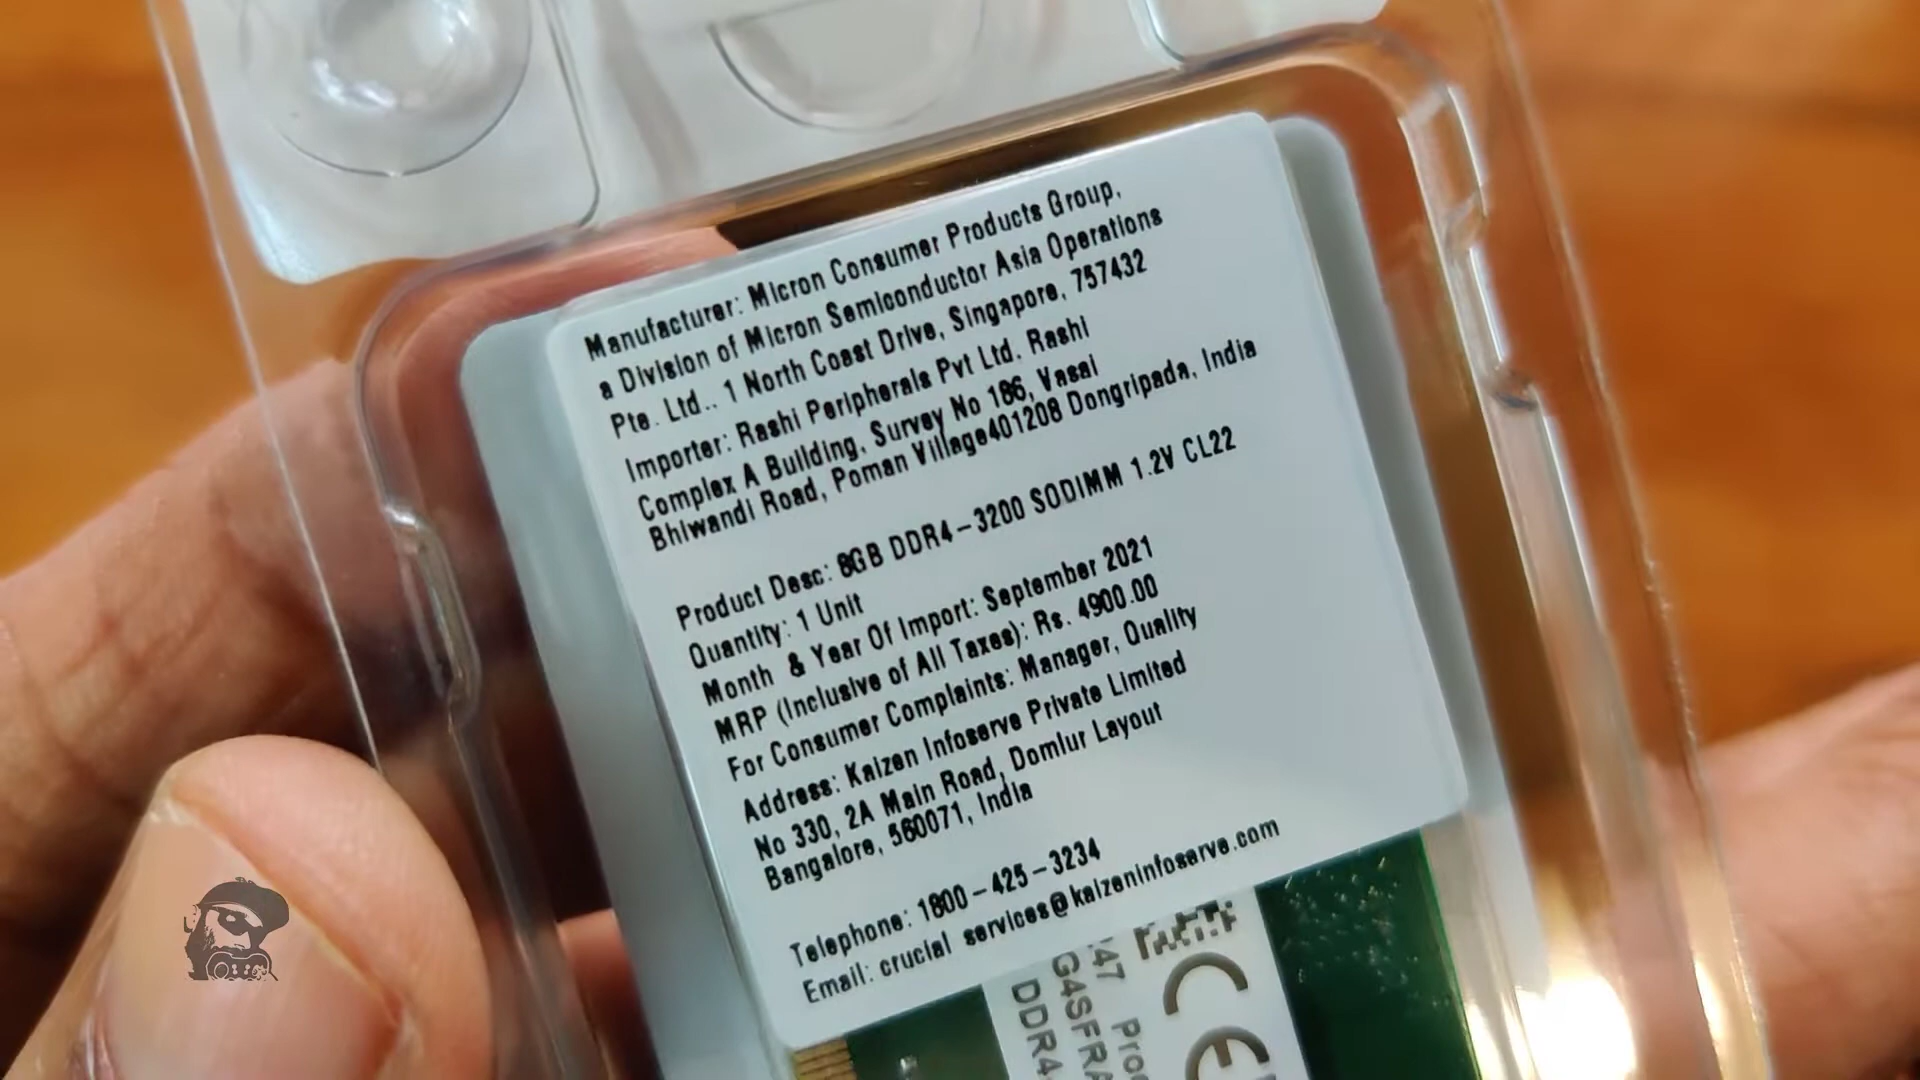 Manufacturer: Micron Consumer Products Group,
a Division of Micron Semiconductor Asia Operations
Pte. Ltd.. 1 North Coast Drive, Singapore, 757432
Importer: Rashi Peripherals Pvt Ltd. Rashi
Complex A Building, Survey No 186, Vasai
Bhiwandi Road, Poman Village401208 Dongripada, India
Product Desc: 8GB DDR4-3200 SODIMM 1.2V CL22
Quantity: 1 Unit
Month & Year Of Import: September 2021
MRP (Inclusive of All Taxes): Rs. 4900.00
For Consumer Complaints: Manager, Quality
Address: Kaizen Infoserve Private Limited
No 330, 2A Main Road, Domlur Layout
Bangalore, 560071, India
Telephone: 1800-425-3234
Email: crucial services@kaizeninfoserve.com
CE